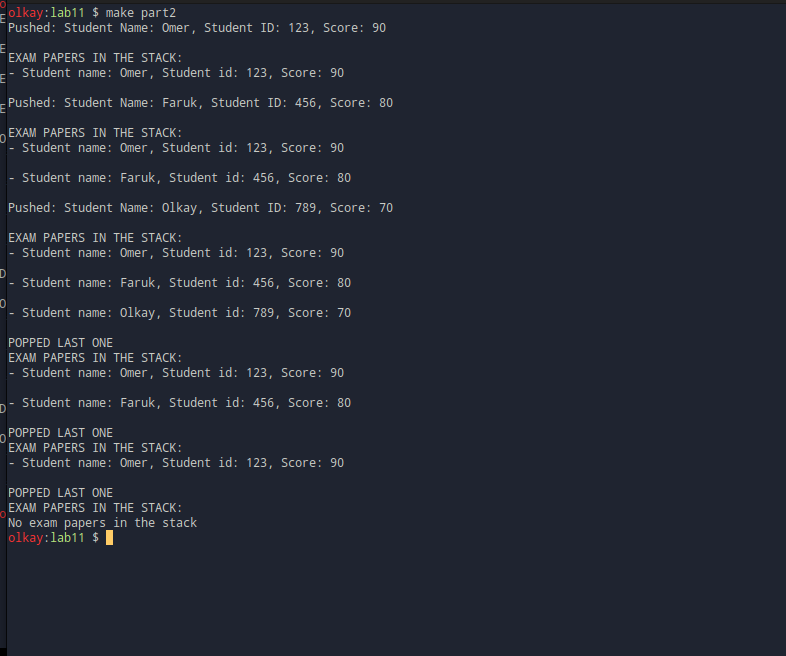 olkay:lab11 $ make part2
Pushed: Student Name: Omer, Student ID: 123, Score: 90
EXAM PAPERS IN THE STACK:
- Student name: Omer, Student id: 123, Score: 90
Pushed: Student Name: Faruk, Student ID: 456, Score: 80
EXAM PAPERS IN THE STACK:
- Student name: Omer, Student id: 123, Score: 90
- Student name: Faruk, Student id: 456, Score: 80
Pushed: Student Name: Olkay, Student ID: 789, Score: 70
EXAM PAPERS IN THE STACK:
- Student name: Omer, Student id: 123, Score: 90
- Student name: Faruk, Student id: 456, Score: 80
- Student name: Olkay, Student id: 789, Score: 70
POPPED LAST ONE
EXAM PAPERS IN THE STACK:
- Student name: Omer, Student id: 123, Score: 90
- Student name: Faruk, Student id: 456, Score: 80
POPPED LAST ONE
EXAM PAPERS IN THE STACK:
- Student name: Omer, Student id: 123, Score: 90
POPPED LAST ONE
EXAM PAPERS IN THE STACK:
No exam papers in the stack
olkay:lab11 $